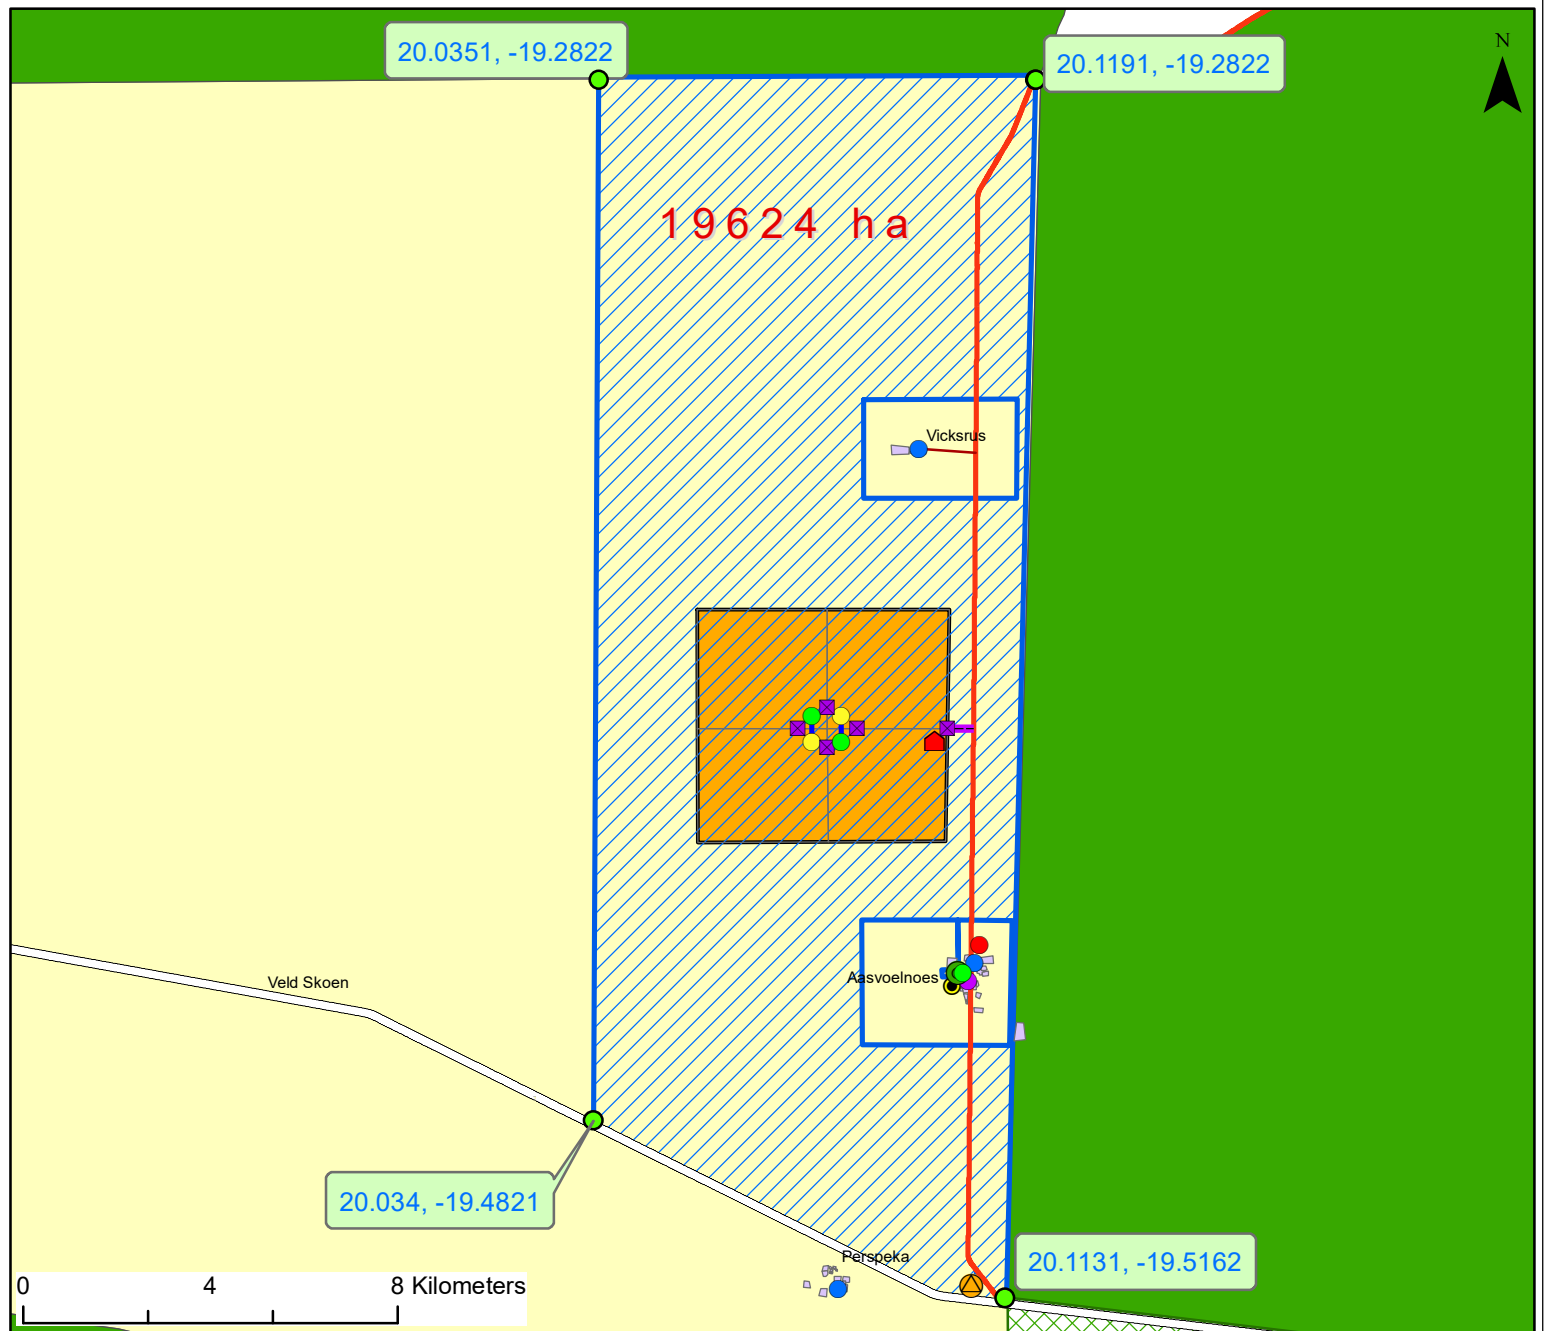 20.0351, -19.2822
20.1191, -19.2822
N
19624 ha
Vicksrus
Aasvoelnoes
Veld Skoen
20.034, -19.4821
Perspeka
20.1131, -19.5162
0 4 8 Kilometers